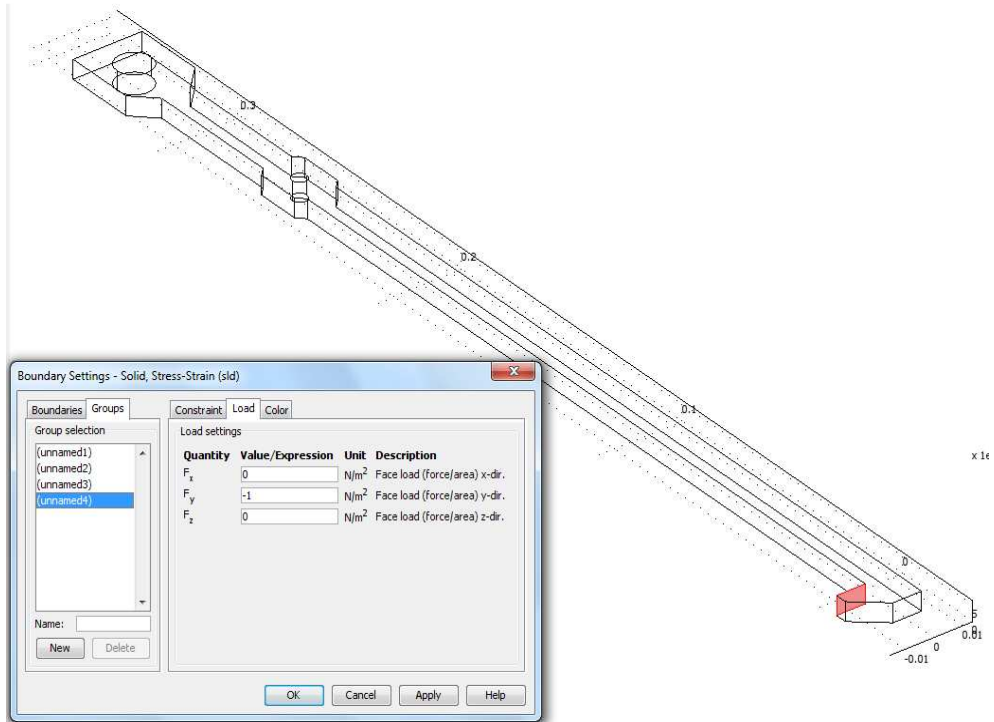 0.3
0.2
0.1
x 1e
0
5
0
0.01
0
-0.01
Boundary Settings - Solid, Stress-Strain (sld)
Boundaries Groups
Constraint Load Color
Group selection
(unnamed1)
(unnamed2)
(unnamed3)
(unnamed4)
Name:
New Delete
Load settings
Quantity Value/Expression Unit Description
Fx 0 N/m² Face load (force/area) x-dir.
Fy -1 N/m² Face load (force/area) y-dir.
Fz 0 N/m² Face load (force/area) z-dir.
OK Cancel Apply Help